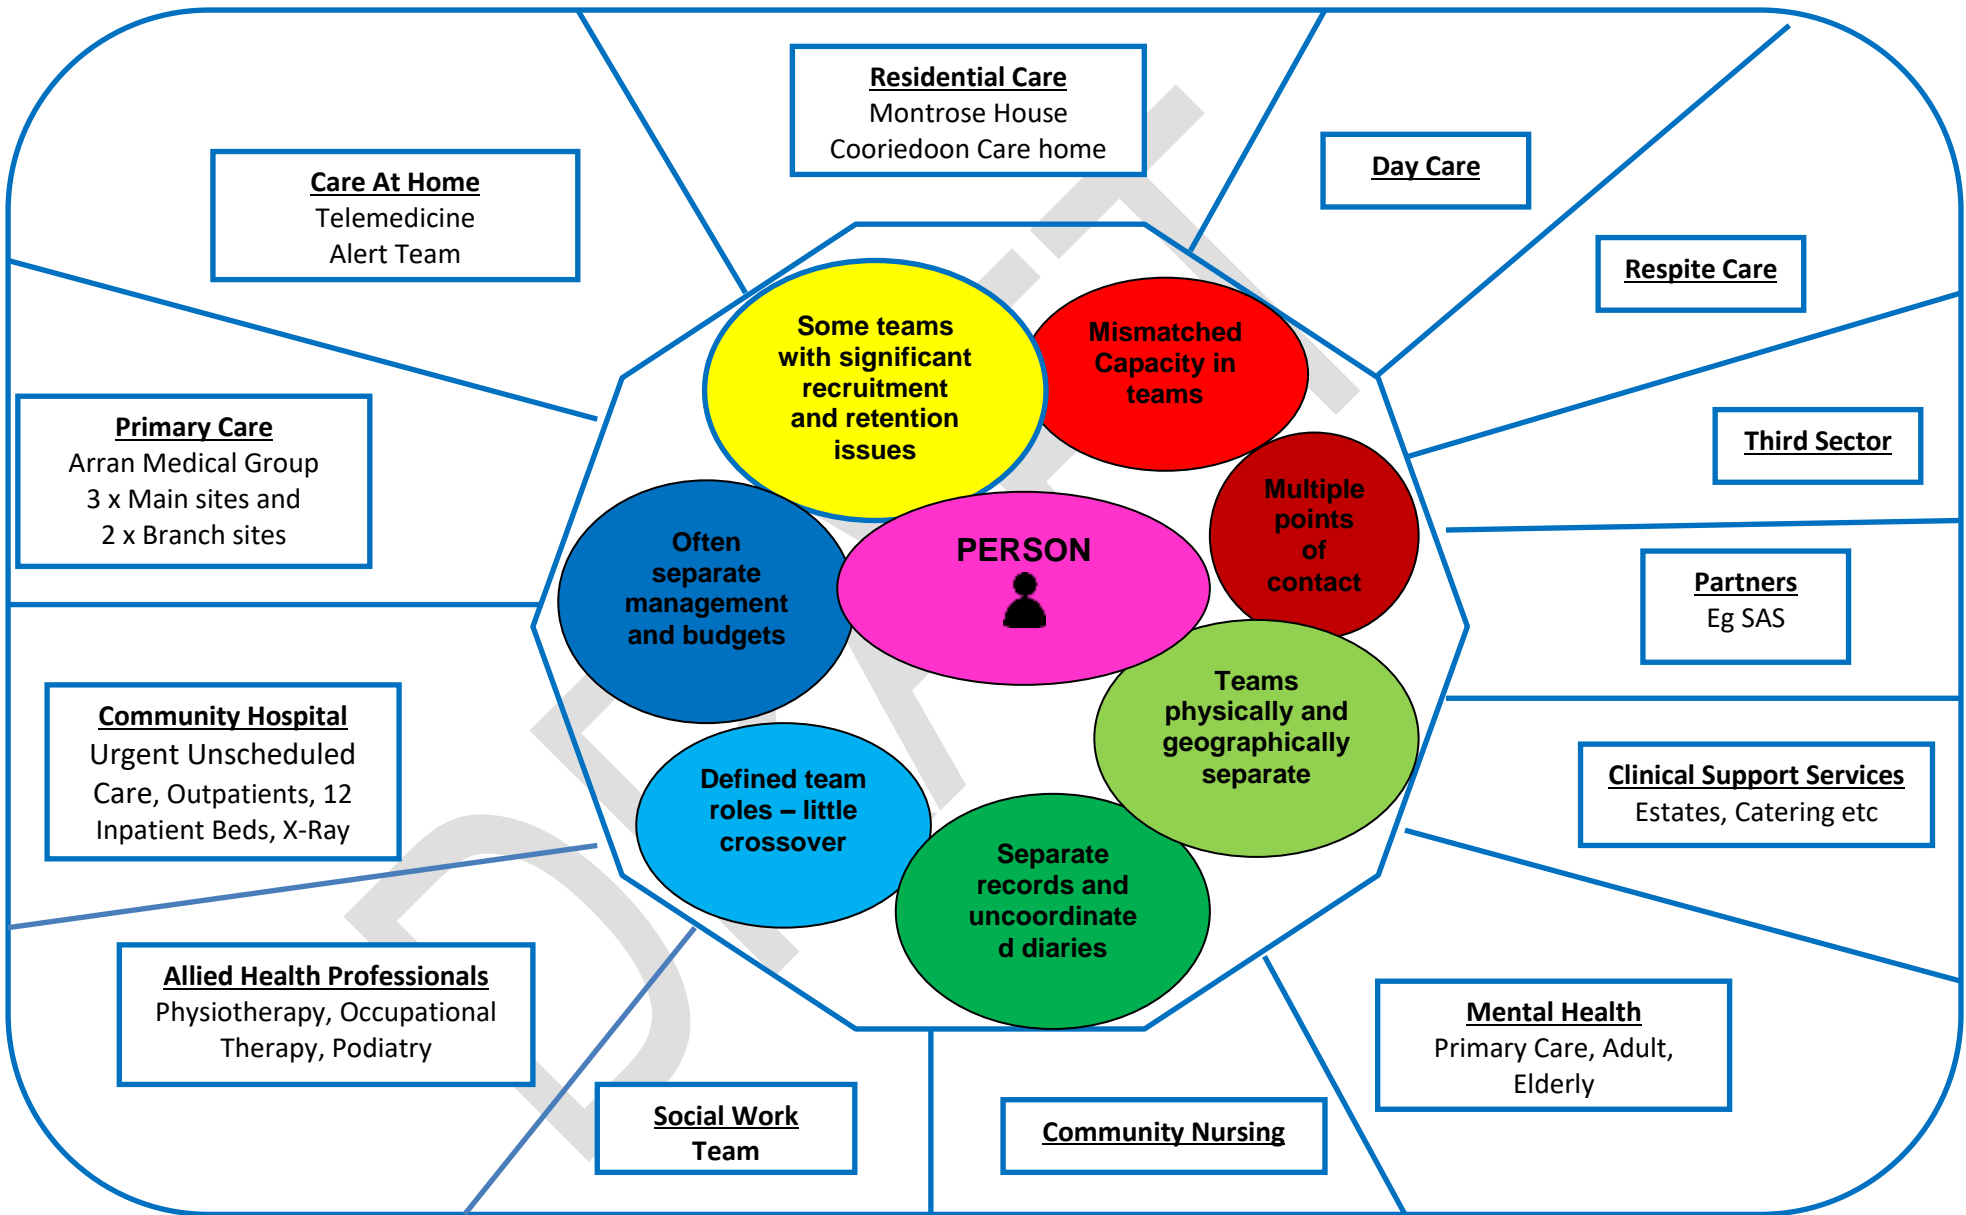 Residential Care
Montrose House
Cooriedoon Care home
Day Care
Care At Home
Telemedicine
Alert Team
Respite Care
Primary Care
Arran Medical Group
3 x Main sites and
2 x Branch sites
Third Sector
Partners
Eg SAS
Community Hospital
Urgent Unscheduled
Care, Outpatients, 12
Inpatient Beds, X-Ray
Clinical Support Services
Estates, Catering etc
Allied Health Professionals
Physiotherapy, Occupational
Therapy, Podiatry
Mental Health
Primary Care, Adult,
Elderly
Social Work
Team
Community Nursing
Some teams
with significant
recruitment
and retention
issues
Mismatched
Capacity in
teams
Multiple
points
of
contact
Often
separate
management
and budgets
PERSON
Teams
physically and
geographically
separate
Defined team
roles – little
crossover
Separate
records and
uncoordinate
d diaries
DRAFT